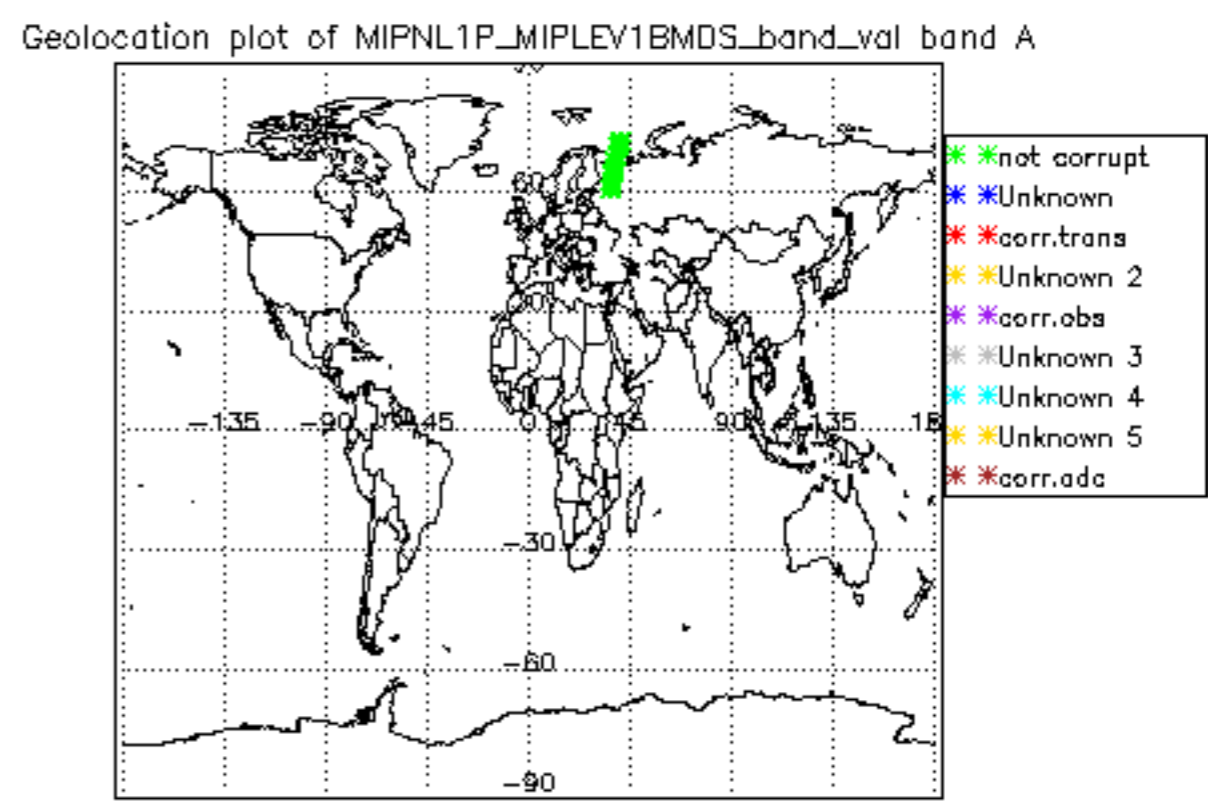 Geolocation plot of MIPNL1P_MIPLEV1BMDS_band_val band A
not corrupt
Unknown
corr.trans
Unknown 2
corr.obs
Unknown 3
Unknown 4
Unknown 5
corr.adc
60
-135 -90 -45 0 45 90 135
-30
-60
-90